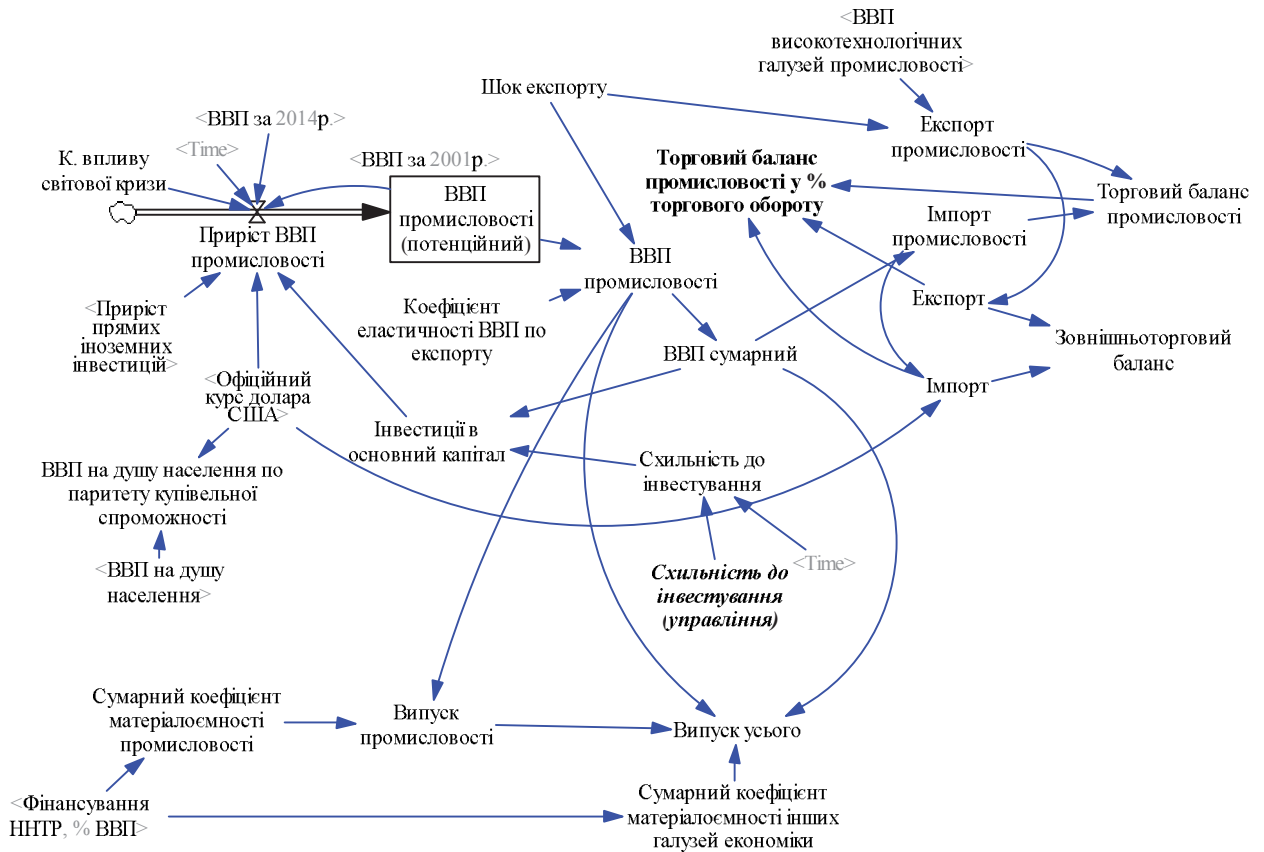 <ВВП
високотехнологічних
галузей промисловості>
Шок експорту
<ВВП за 2014р.>
<Time>
<ВВП за 2001р.>
К. впливу
світової кризи
Експорт
промисловості
Торговий баланс
промисловості у %
торгового обороту
Торговий баланс
промисловості
ВВП
промисловості
(потенційний)
Імпорт
промисловості
Приріст ВВП
промисловості
ВВП
промисловості
Експорт
<Приріст
прямих
іноземних
інвестицій>
Коефіцієнт
еластичності ВВП по
експорту
Зовнішньоторговий
баланс
ВВП сумарний
<Офіційний
курс долара
США>
Імпорт
Інвестиції в
основний капітал
Схильність до
інвестування
ВВП на душу населення по
паритету купівельної
спроможності
<ВВП на душу
населення>
Схильність до
інвестування
(управління)
<Time>
Сумарний коефіцієнт
матеріалоємності
промисловості
Випуск
промисловості
Випуск усього
<Фінансування
ННТР, % ВВП>
Сумарний коефіцієнт
матеріалоємності інших
галузей економіки